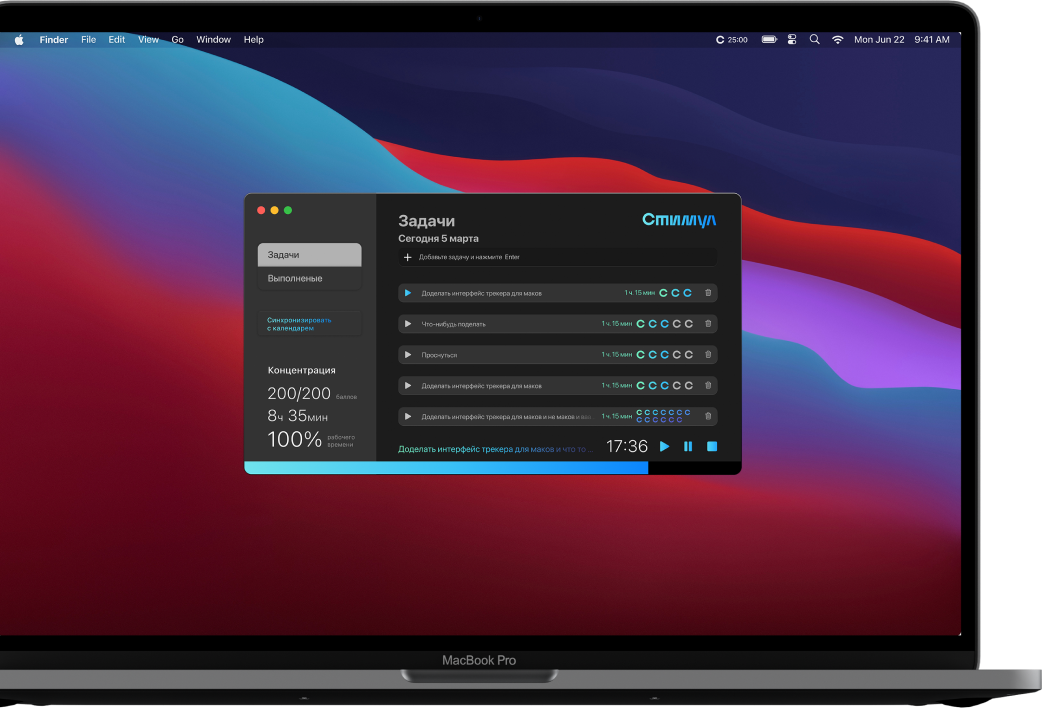 Finder File Edit View Go Window Help
C 25:00 Mon Jun 22 9:41 AM
Задачи
Выполненые
Синхронизировать
с календарем
Концентрация
200/200 баллов
8ч 35мин
100% рабочего
времени
Задачи
Стимул
Сегодня 5 марта
+ Добавьте задачу и нажмите Enter
Доделать интерфейс трекера для маков 1 ч 15 мин C C C
Что-нибудь поделать 1 ч. 15 мин C C C C C
Проснуться 1 ч. 15 мин C C C C C
Доделать интерфейс трекера для маков 1 ч. 15 мин C C C C C
Доделать интерфейс трекера для маков и не маков и 1 ч. 15 мин C C C C C C C
C C C C C C
Доделать интерфейс трекера для маков и что то ... 17:36
MacBook Pro